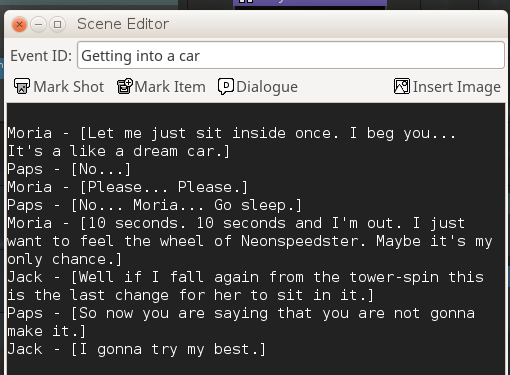 Scene Editor
Event ID: Getting into a car
Mark Shot Mark Item Dialogue Insert Image
Moria - [Let me just sit inside once. I beg you...
It's a like a dream car.]
Paps - [No...]
Moria - [Please... Please.]
Paps - [No... Moria... Go sleep.]
Moria - [10 seconds. 10 seconds and I'm out. I just
want to feel the wheel of Neonspeedster. Maybe it's my
only chance.]
Jack - [Well if I fall again from the tower-spin this
is the last change for her to sit in it.]
Paps - [So now you are saying that you are not gonna
make it.]
Jack - [I gonna try my best.]